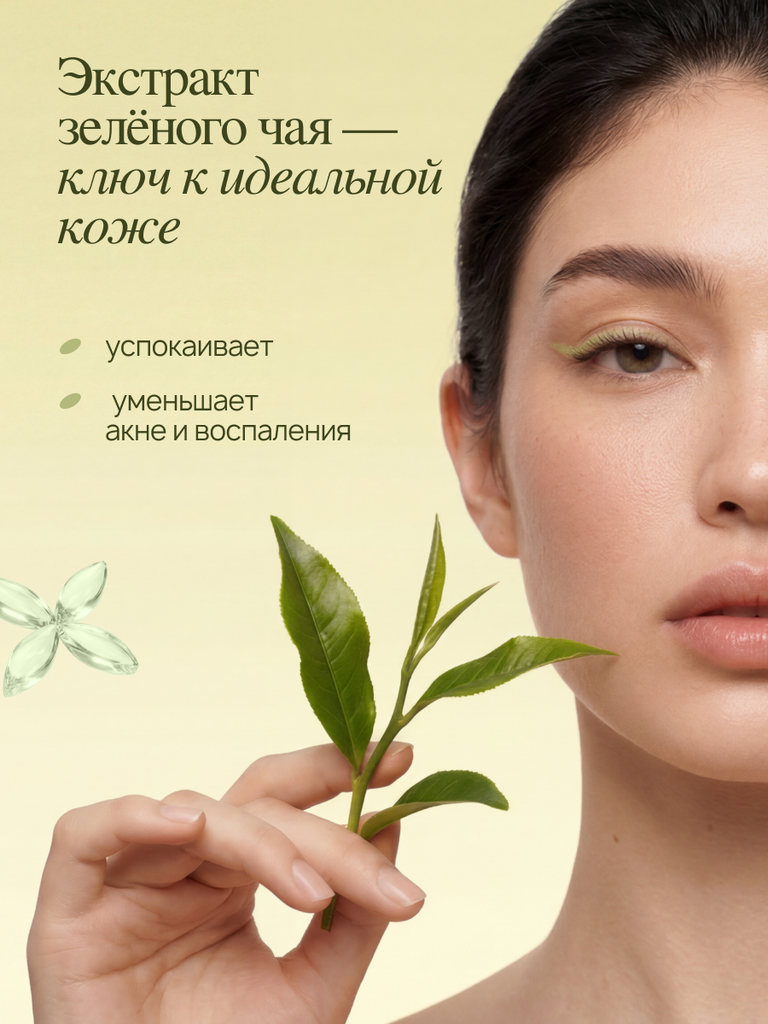 Экстракт
зелёного чая —
ключ к идеальной
коже
успокаивает
уменьшает
акне и воспаления